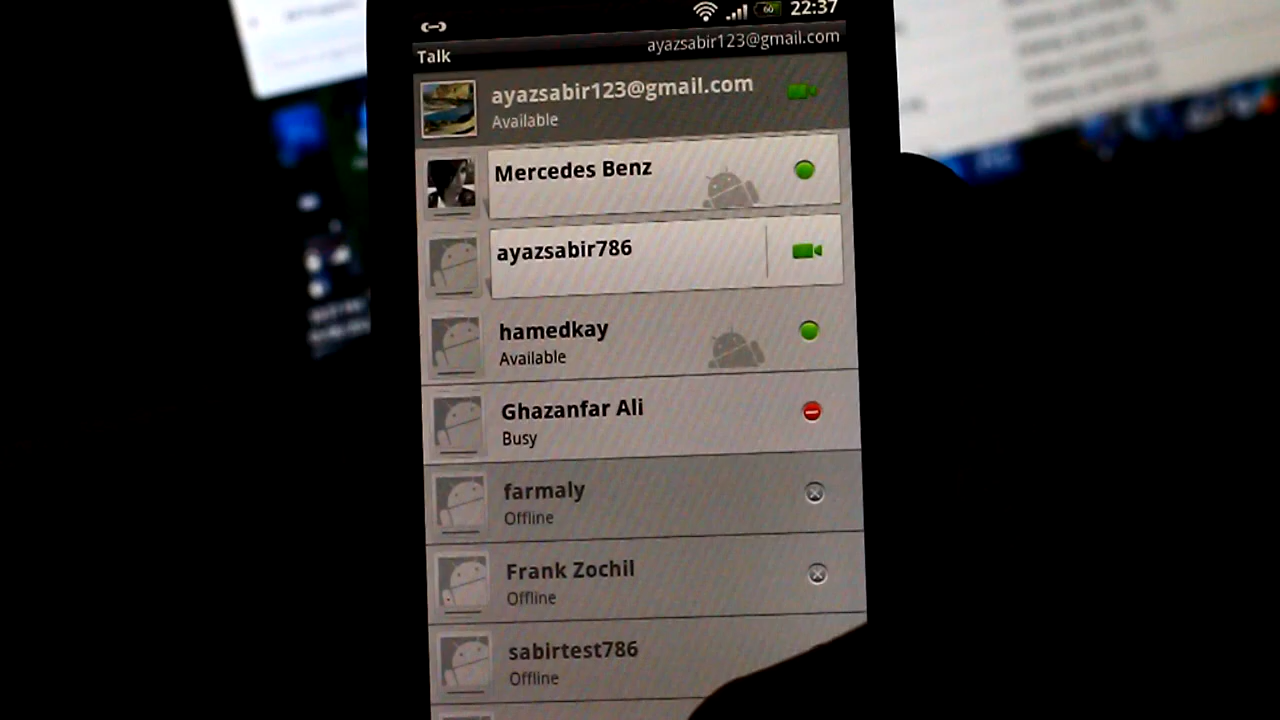 60
22:37
Talk
ayazsabir123@gmail.com
ayazsabir123@gmail.com
Available
Mercedes Benz
ayazsabir786
hamedkay
Available
Ghazanfar Ali
Busy
farmaly
Offline
Frank Zochil
Offline
sabirtest786
Offline